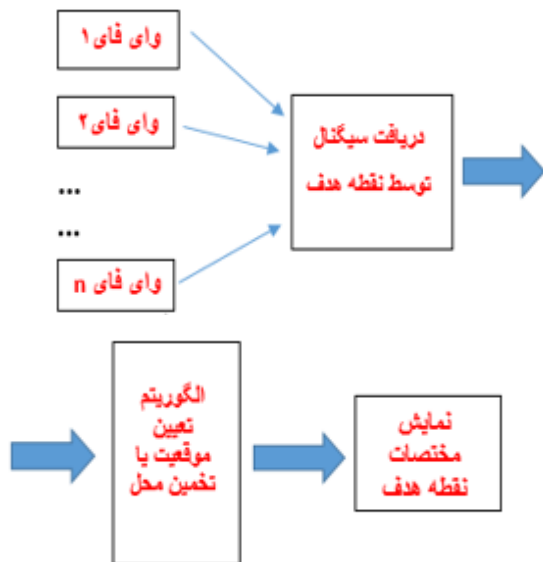 وای فای۱
وای فای۲
...
...
وای فای n
دریافت سیگنال
توسط نقطه هدف
الگوریتم
تعیین
موقعیت یا
تخمین محل
نمایش
مختصات
نقطه هدف